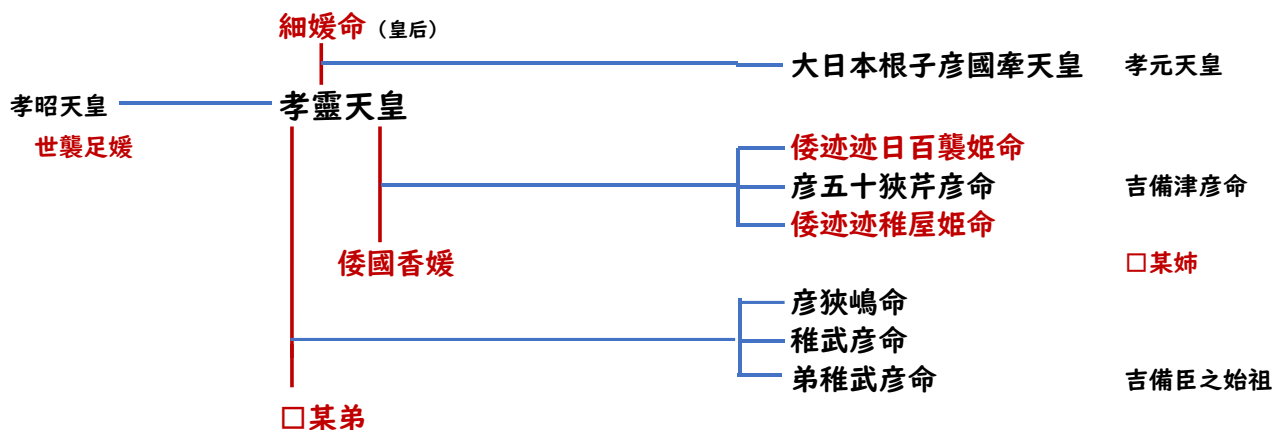 細媛命（皇后）
大日本根子彦國牽天皇 孝元天皇
孝昭天皇 孝靈天皇
世襲足媛
倭迹迹日百襲姫命
彦五十狹芹彦命 吉備津彦命
倭迹迹稚屋姫命
倭國香媛 □某姉
彦狹嶋命
稚武彦命
弟稚武彦命 吉備臣之始祖
□某弟